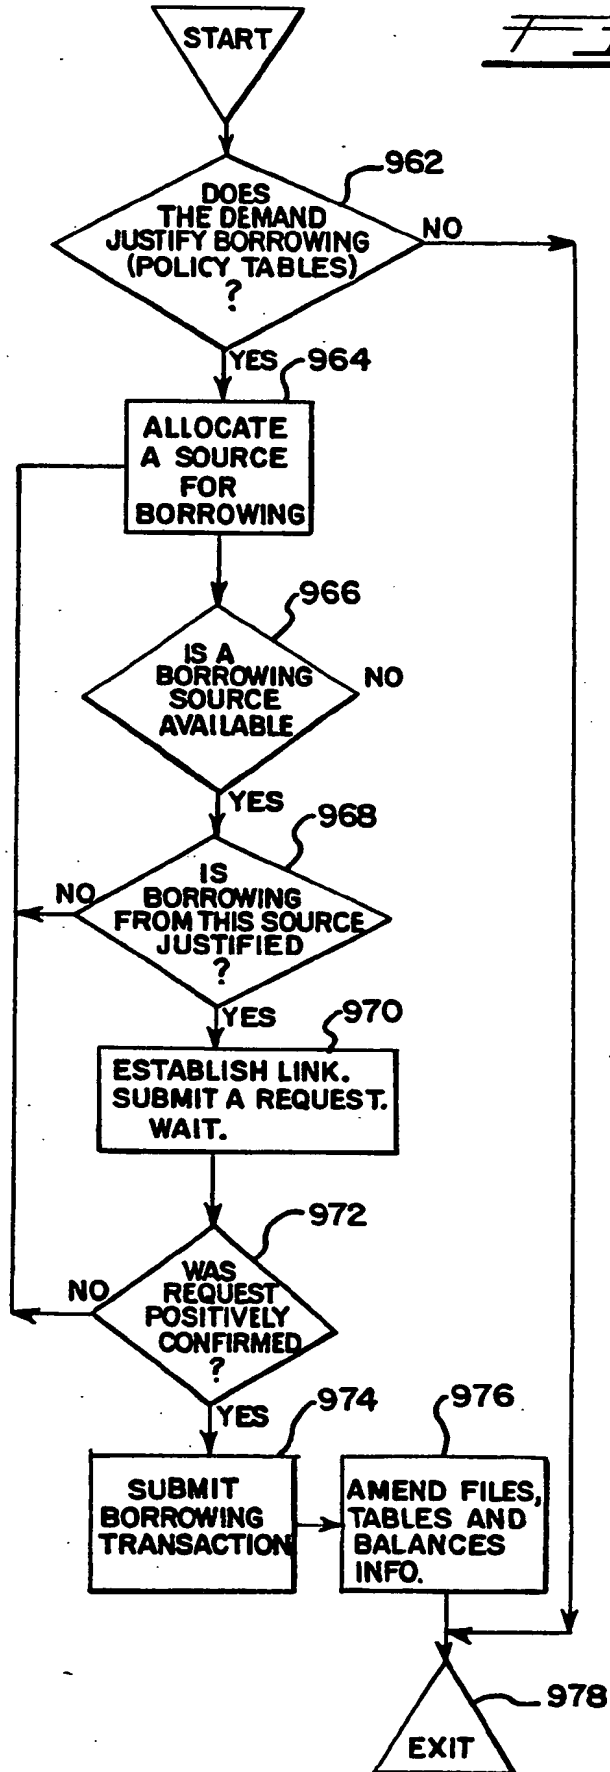 START
962
DOES
THE DEMAND
JUSTIFY BORROWING
(POLICY TABLES)
?
NO
YES
964
ALLOCATE
A SOURCE
FOR
BORROWING
966
IS A
BORROWING
SOURCE
AVAILABLE
NO
YES
968
IS
BORROWING
FROM THIS SOURCE
JUSTIFIED
?
NO
YES
970
ESTABLISH LINK.
SUBMIT A REQUEST.
WAIT.
972
WAS
REQUEST
POSITIVELY
CONFIRMED
?
NO
YES
974
SUBMIT
BORROWING
TRANSACTION
976
AMEND FILES,
TABLES AND
BALANCES
INFO.
978
EXIT